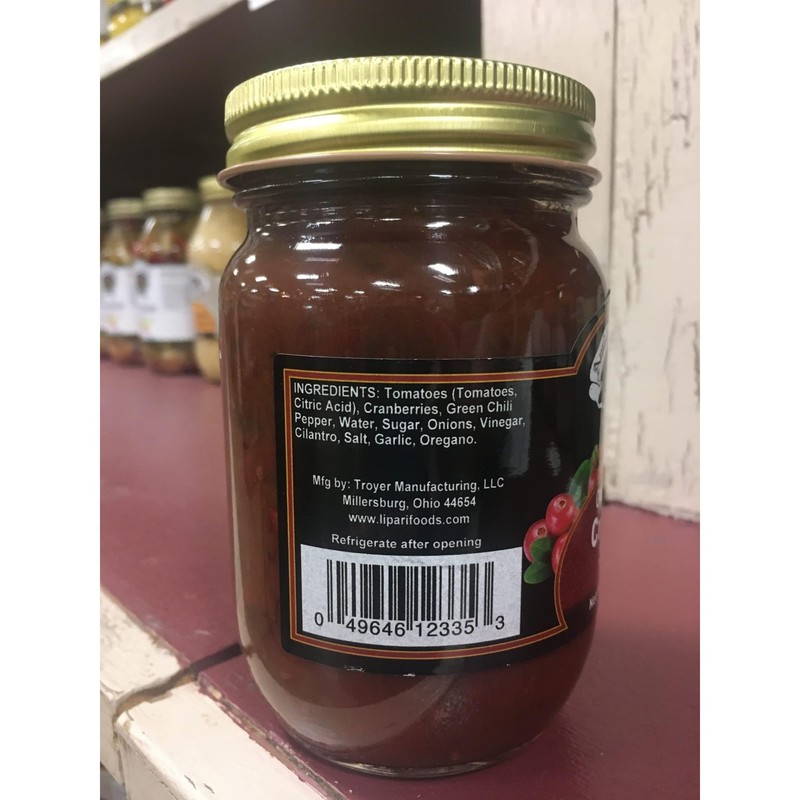 INGREDIENTS: Tomatoes (Tomatoes,
Citric Acid), Cranberries, Green Chili
Pepper, Water, Sugar, Onions, Vinegar,
Cilantro, Salt, Garlic, Oregano.
Mfg by: Troyer Manufacturing, LLC
Millersburg, Ohio 44654
www.liparifoods.com
Refrigerate after opening
0 49646 12335 3